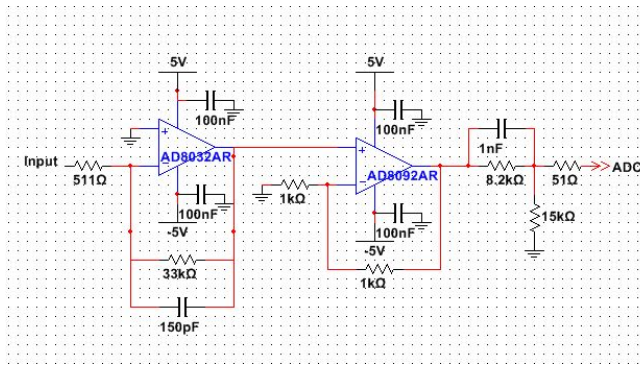 5V
5V
100nF
100nF
+
+
Input
AD8032AR
AD8092AR
1nF
ADC
511Ω
-
-
8.2kΩ
51Ω
1kΩ
100nF
100nF
15kΩ
-5V
-5V
33kΩ
1kΩ
150pF